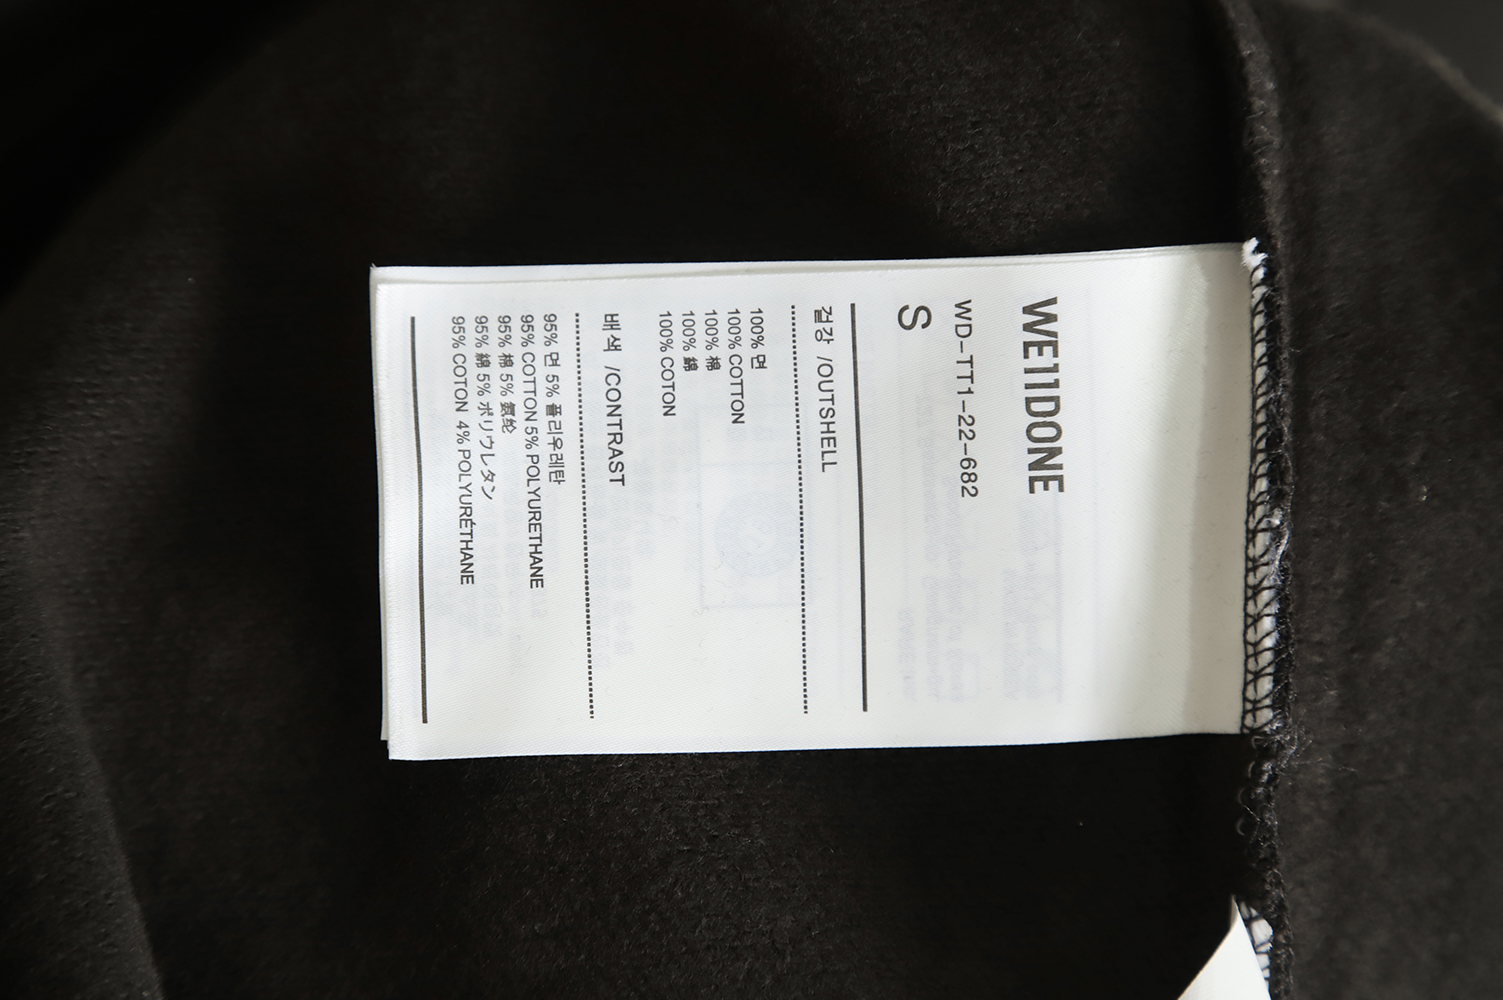 WE11DONE
WD-TT1-22-682
S
겉감 /OUTSHELL
100% 면
100% COTTON
100% 棉
100% 綿
100% COTON
배색 /CONTRAST
95% 면 5% 폴리우레탄
95% COTTON 5% POLYURETHANE
95% 棉 5% 氨纶
95% 綿 5% ポリウレタン
95% COTON 4% POLYURÉTHANE